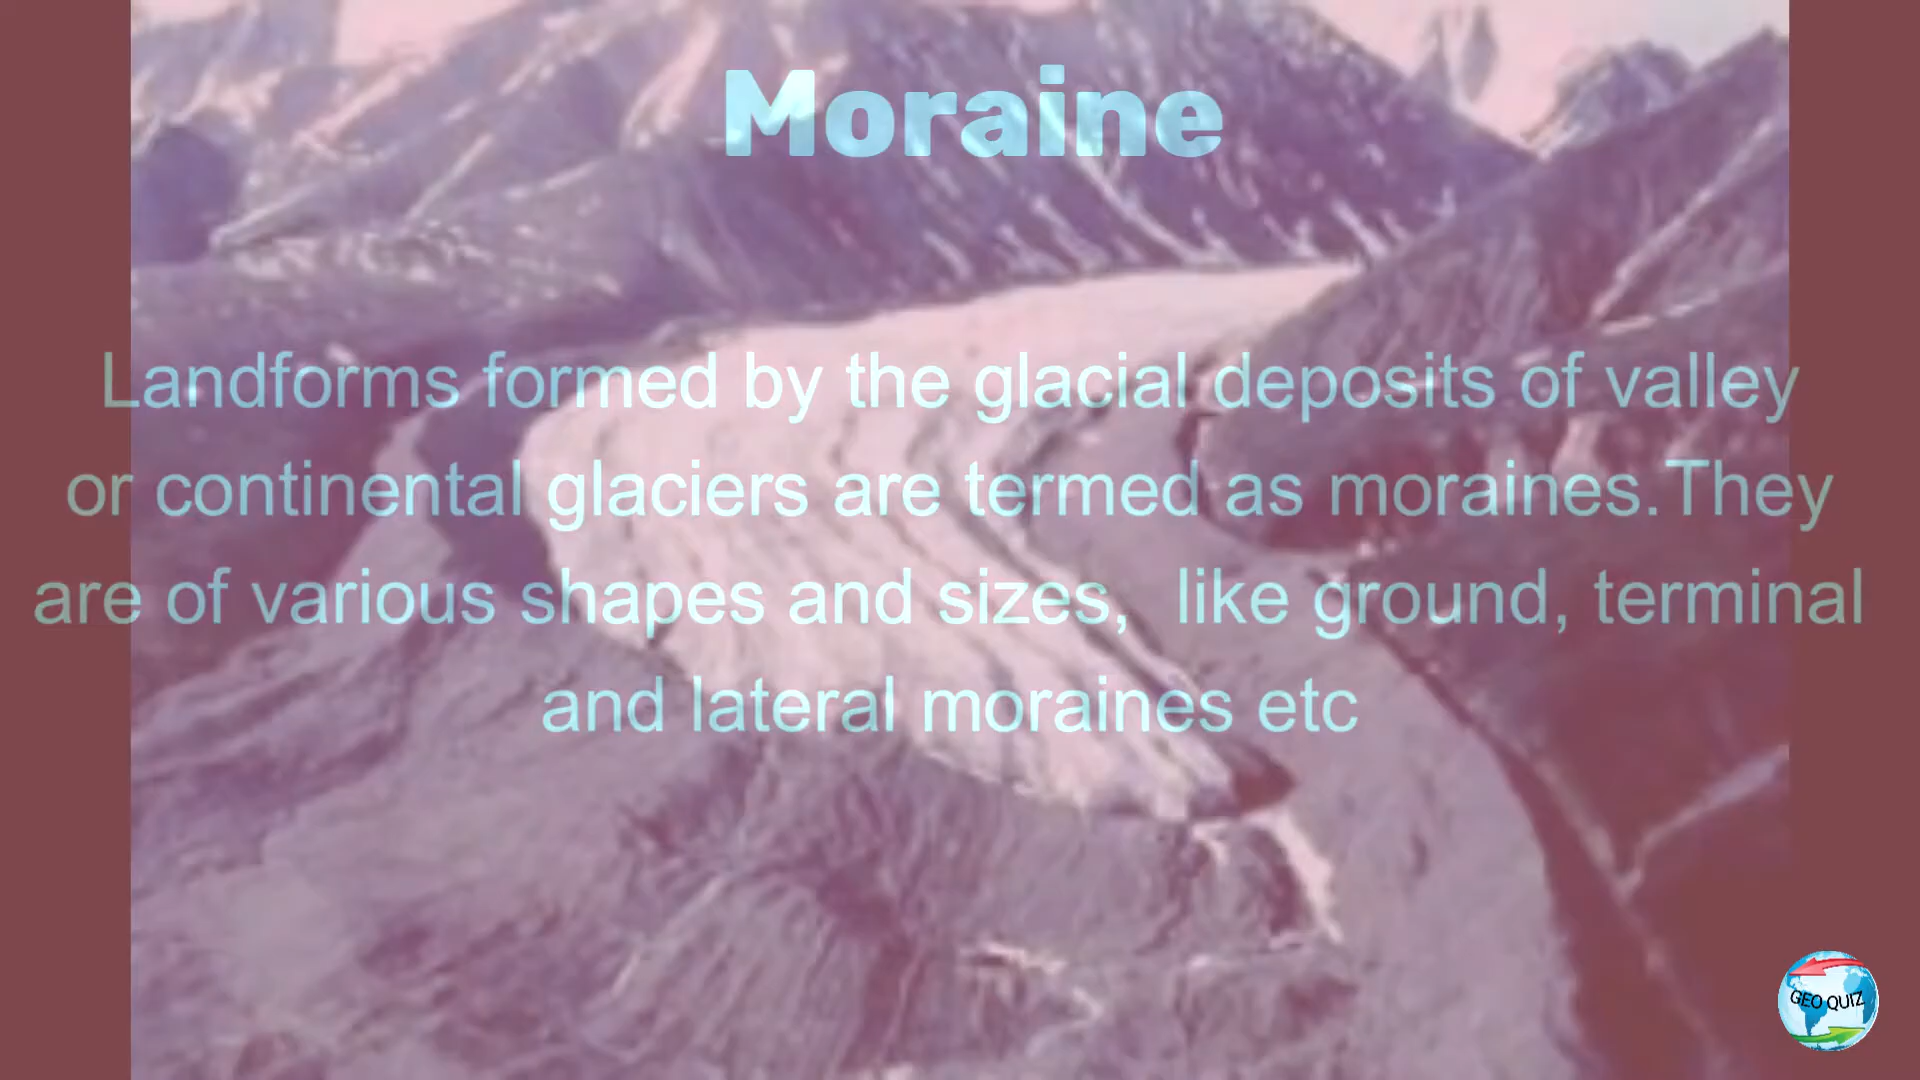 Moraine
Landforms formed by the glacial deposits of valley
or continental glaciers are termed as moraines.They
are of various shapes and sizes,  like ground, terminal
and lateral moraines etc
GEO QUIZ